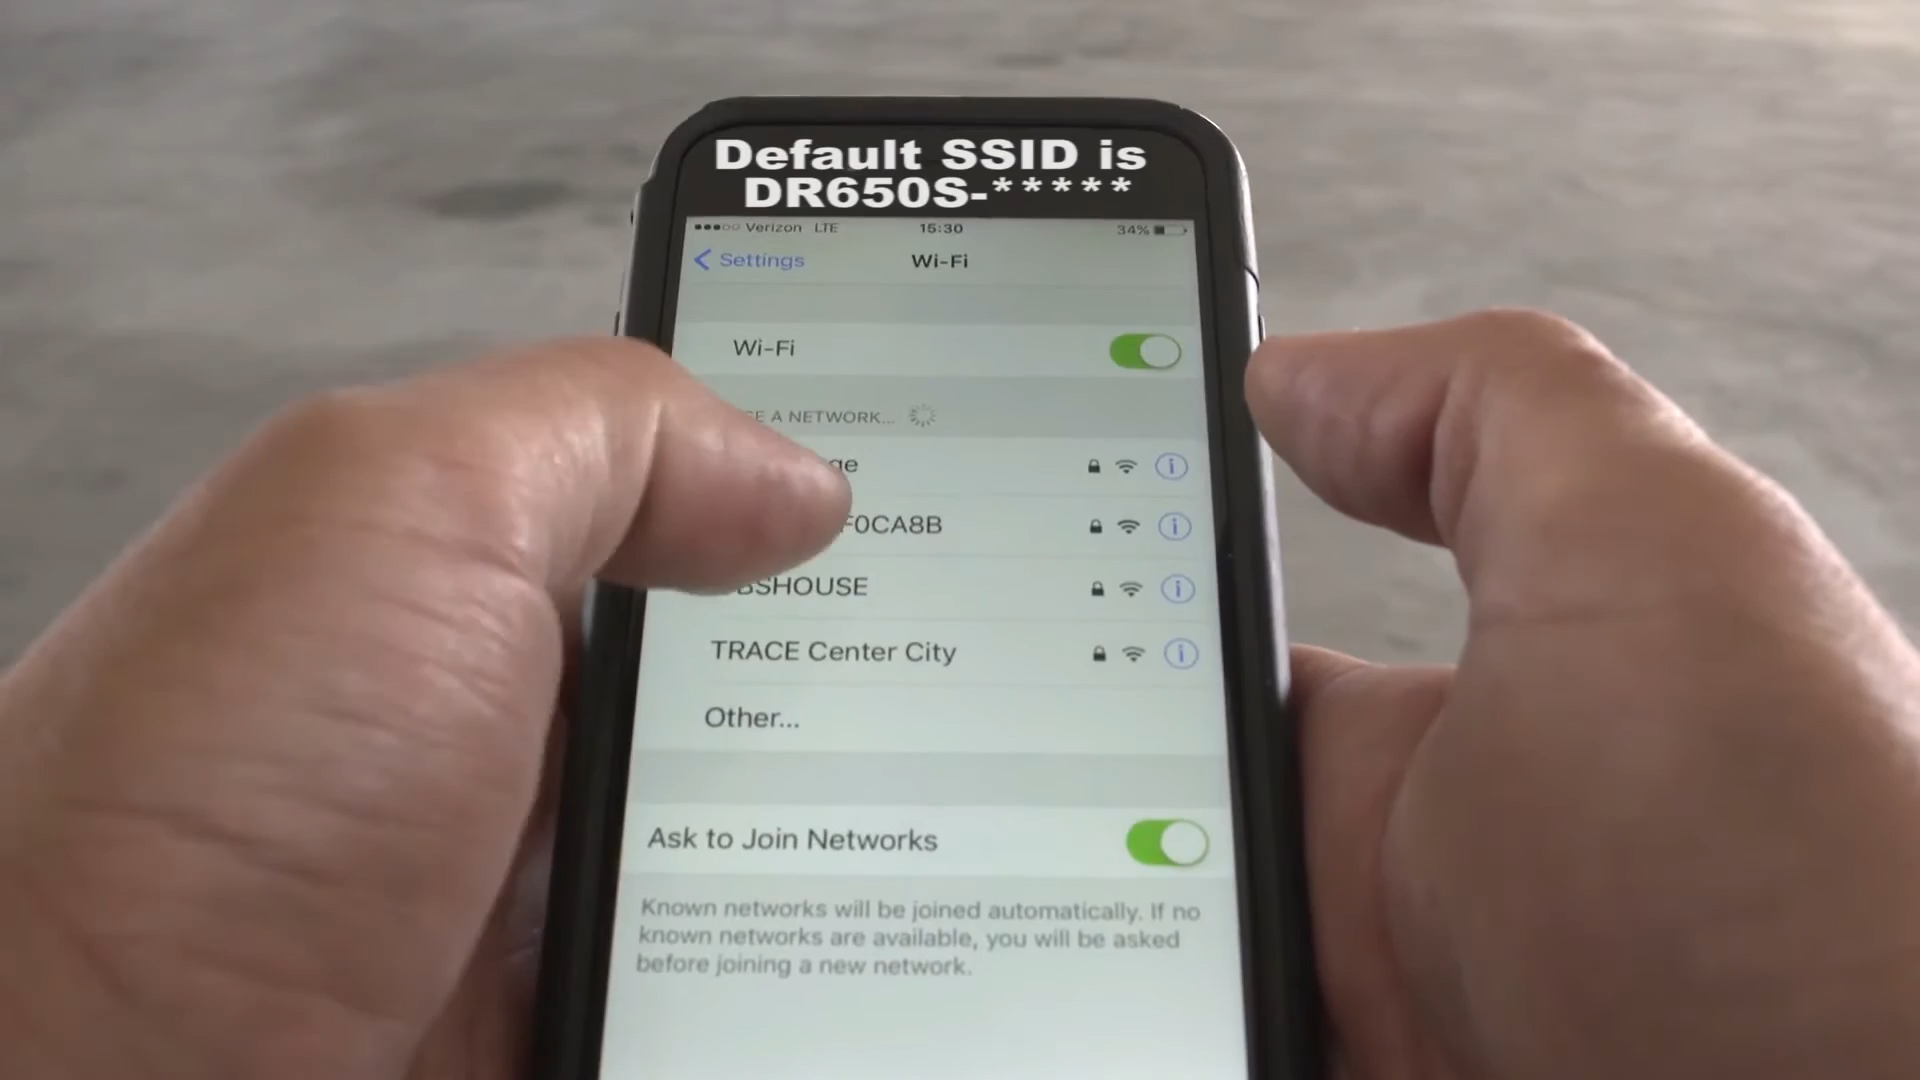 Default SSID is
DR650S-*****
Verizon LTE 15:30 34%
Settings Wi-Fi
Wi-Fi
A NETWORK...
F0CA8B
BSHOUSE
TRACE Center City
Other...
Ask to Join Networks
Known networks will be joined automatically. If no
known networks are available, you will be asked
before joining a new network.